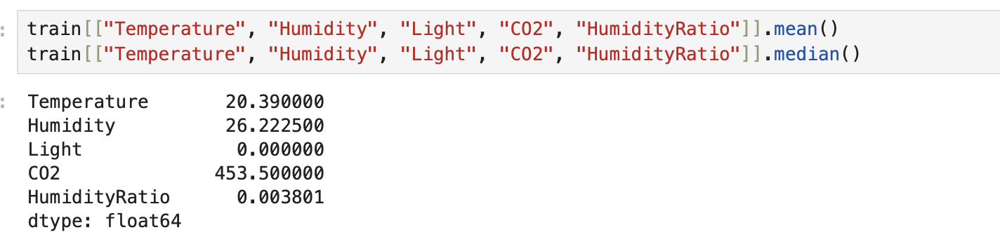 : train[["Temperature", "Humidity", "Light", "CO2", "HumidityRatio"]].mean()
train[["Temperature", "Humidity", "Light", "CO2", "HumidityRatio"]].median()
: Temperature 20.390000
Humidity 26.222500
Light 0.000000
CO2 453.500000
HumidityRatio 0.003801
dtype: float64